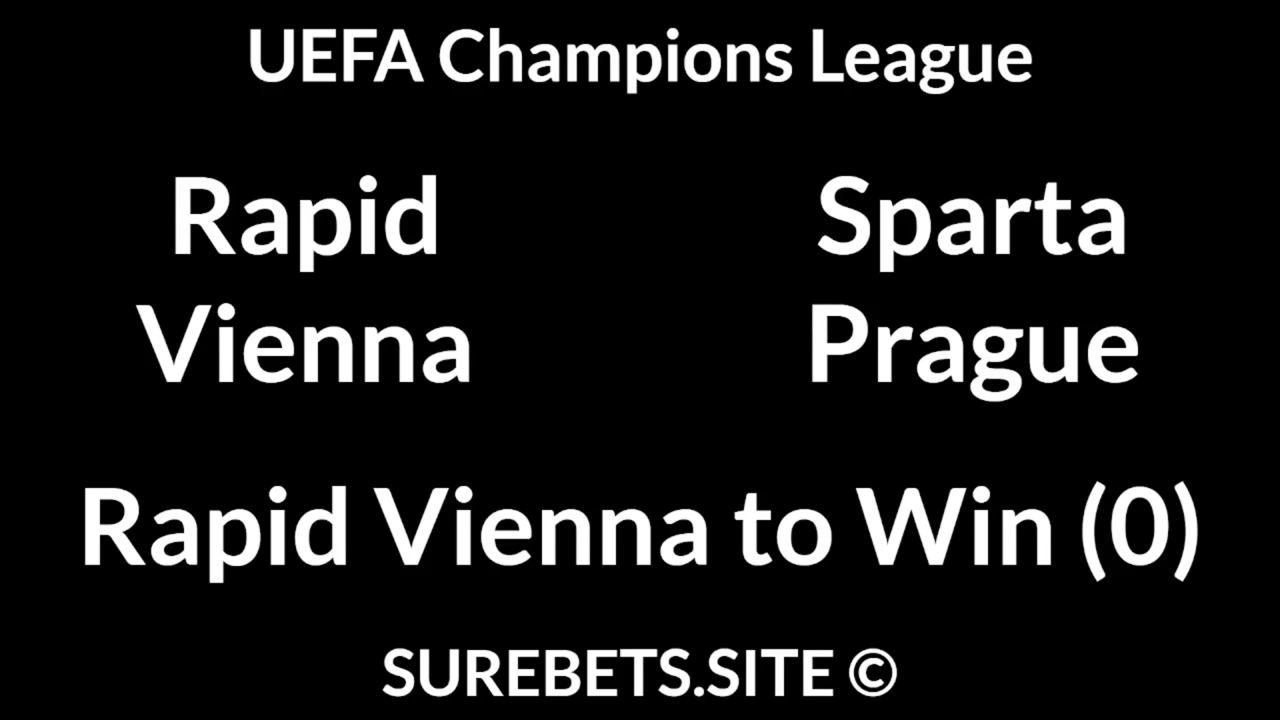 UEFA Champions League
Rapid Vienna
Sparta Prague
Rapid Vienna to Win (0)
SUREBETS.SITE ©